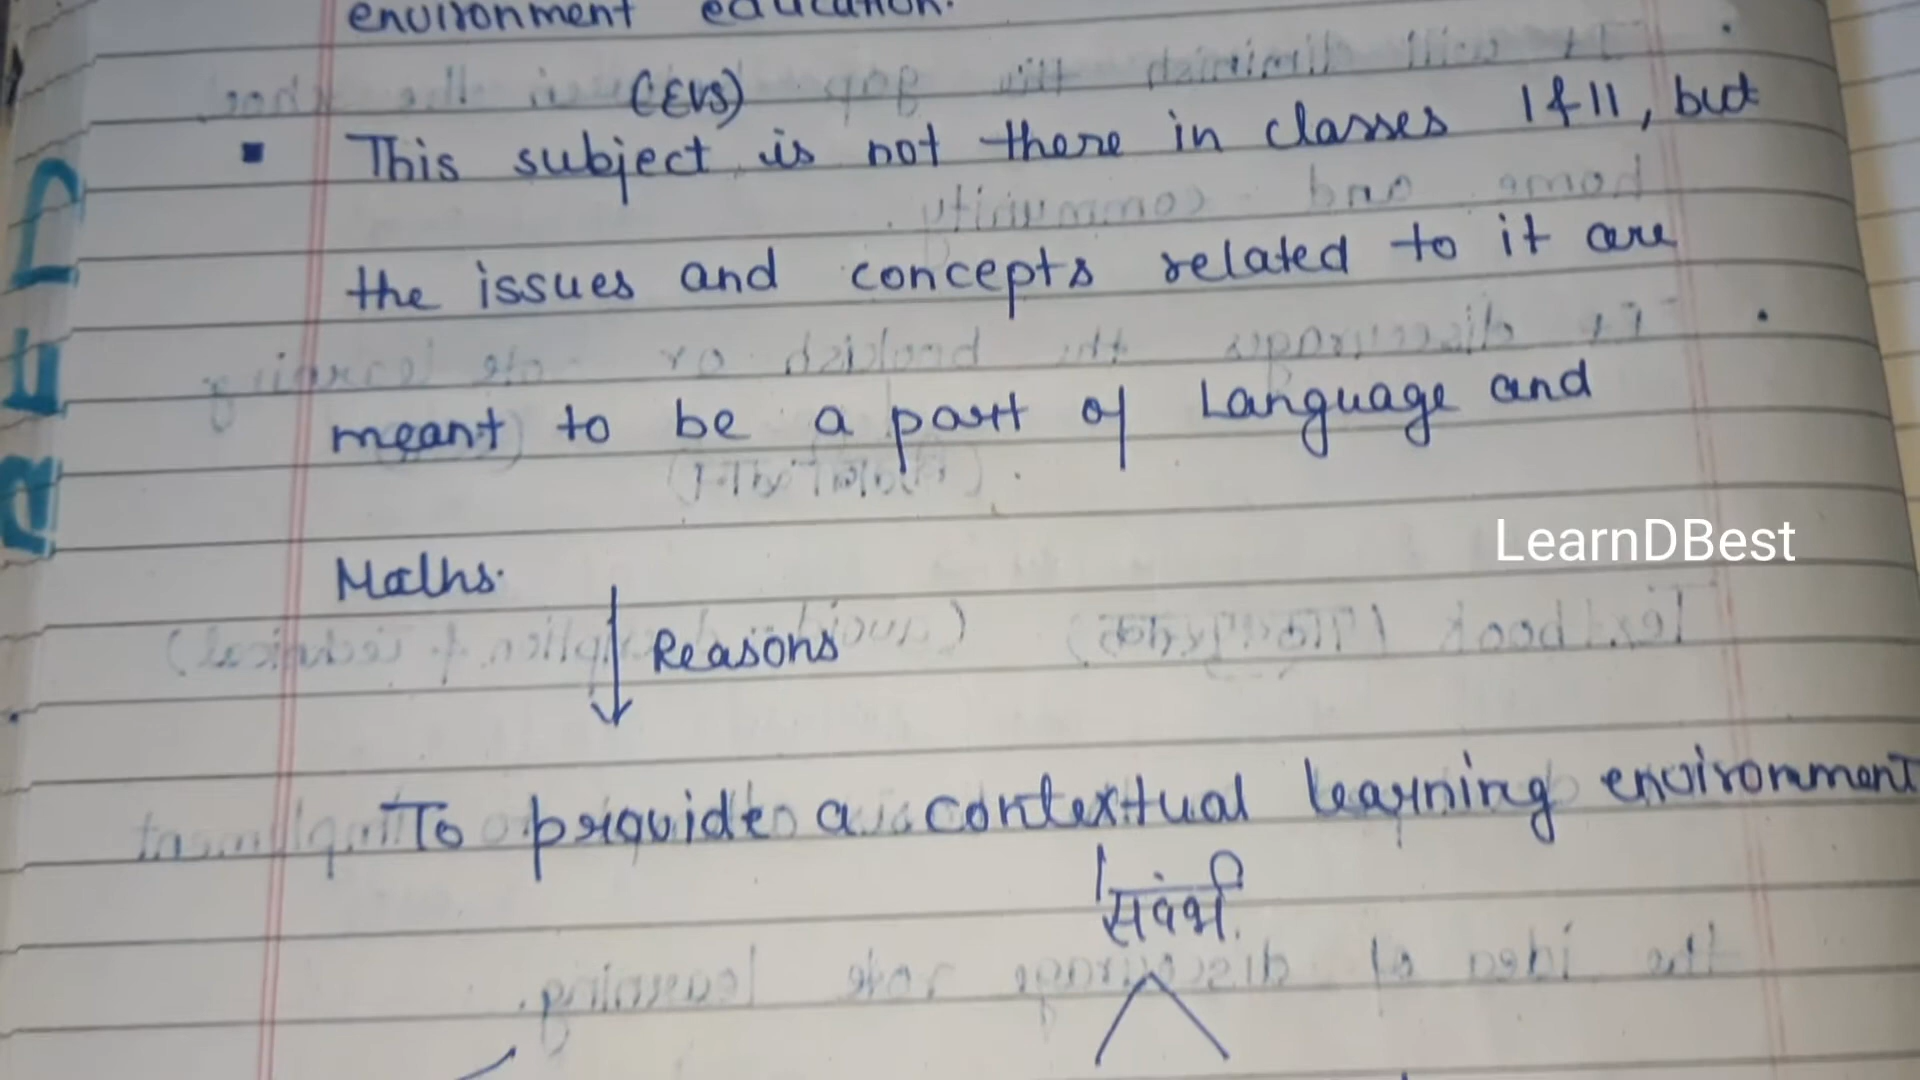 environment education.
(EVS)
▪ This subject is not there in classes I & II, but
the issues and concepts related to it are
meant to be a part of Language and
LearnDBest
Maths.
Reasons
To provide a contextual learning environment
संदर्भ